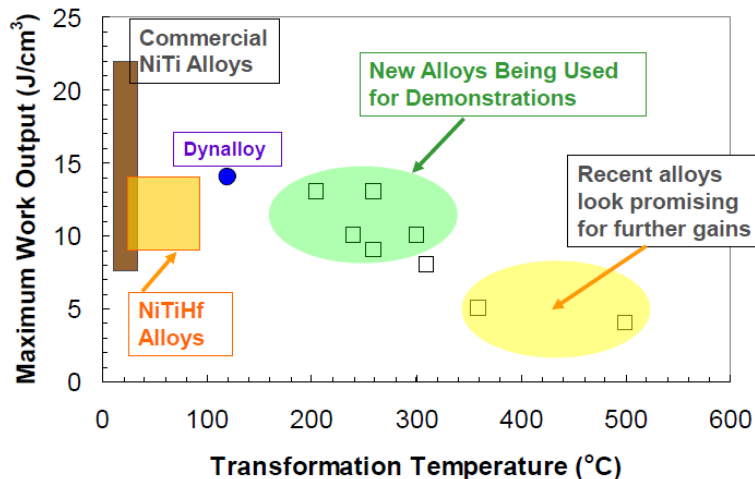 Maximum Work Output (J/cm³)
25
20
15
10
5
0
Commercial
NiTi Alloys
New Alloys Being Used
for Demonstrations
Dynalloy
Recent alloys
look promising
for further gains
NiTiHf
Alloys
0 100 200 300 400 500 600
Transformation Temperature (°C)